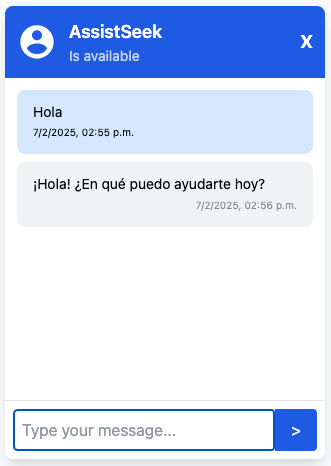 AssistSeek
Is available
X
Hola
7/2/2025, 02:55 p.m.
¡Hola! ¿En qué puedo ayudarte hoy?
7/2/2025, 02:56 p.m.
Type your message...
>